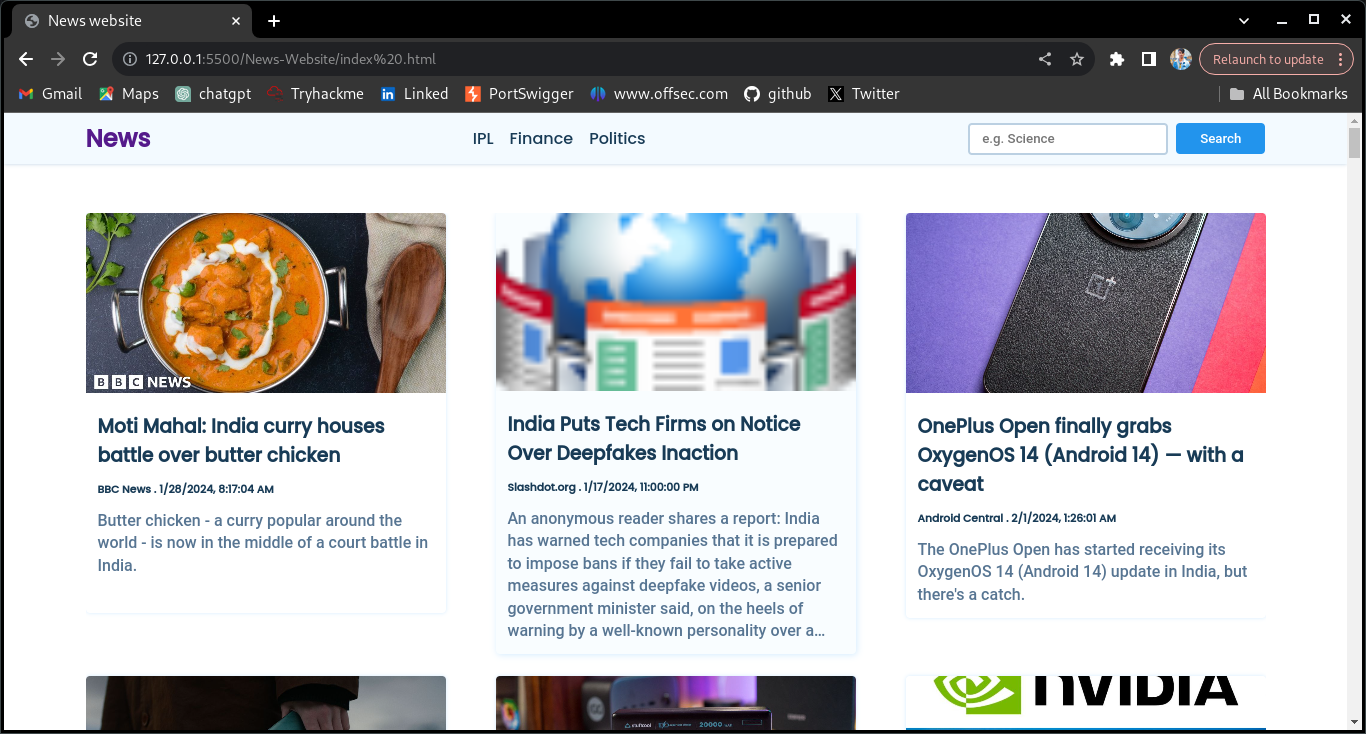 News website
127.0.0.1:5500/News-Website/index%20.html
Relaunch to update
Gmail
Maps
chatgpt
Tryhackme
Linked
PortSwigger
www.offsec.com
github
Twitter
All Bookmarks
News
IPL
Finance
Politics
e.g. Science
Search
BBC NEWS
Moti Mahal: India curry houses
battle over butter chicken
BBC News . 1/28/2024, 8:17:04 AM
Butter chicken - a curry popular around the
world - is now in the middle of a court battle in
India.
India Puts Tech Firms on Notice
Over Deepfakes Inaction
Slashdot.org . 1/17/2024, 11:00:00 PM
An anonymous reader shares a report: India
has warned tech companies that it is prepared
to impose bans if they fail to take active
measures against deepfake videos, a senior
government minister said, on the heels of
warning by a well-known personality over a…
OnePlus Open finally grabs
OxygenOS 14 (Android 14) — with a
caveat
Android Central . 2/1/2024, 1:26:01 AM
The OnePlus Open has started receiving its
OxygenOS 14 (Android 14) update in India, but
there's a catch.
20000
NVIDIA